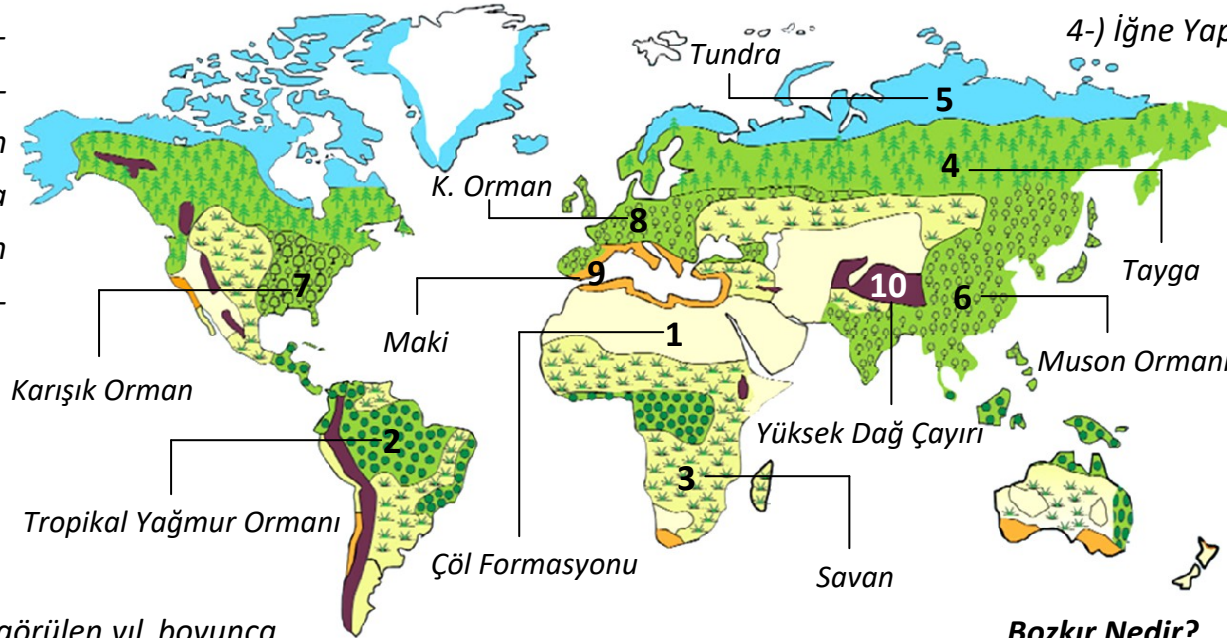 4-) İğne Yap
Tundra
5
4
K. Orman
8
Tayga
7
9
10
6
Maki
1
Muson Ormanı
Karışık Orman
Yüksek Dağ Çayırı
2
3
Tropikal Yağmur Ormanı
Çöl Formasyonu
Savan
görülen yıl boyunca
Bozkır Nedir?